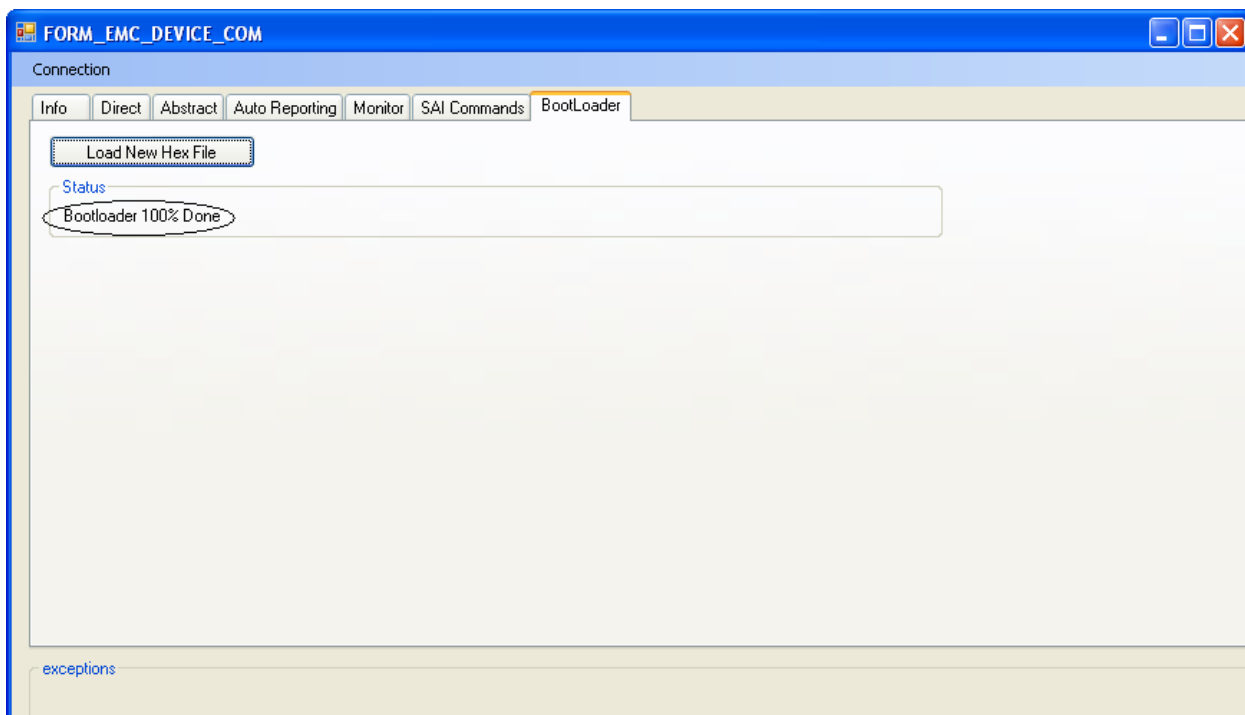 FORM_EMC_DEVICE_COM
Connection
Info Direct Abstract Auto Reporting Monitor SAI Commands BootLoader
Load New Hex File
Status
Bootloader 100% Done
exceptions